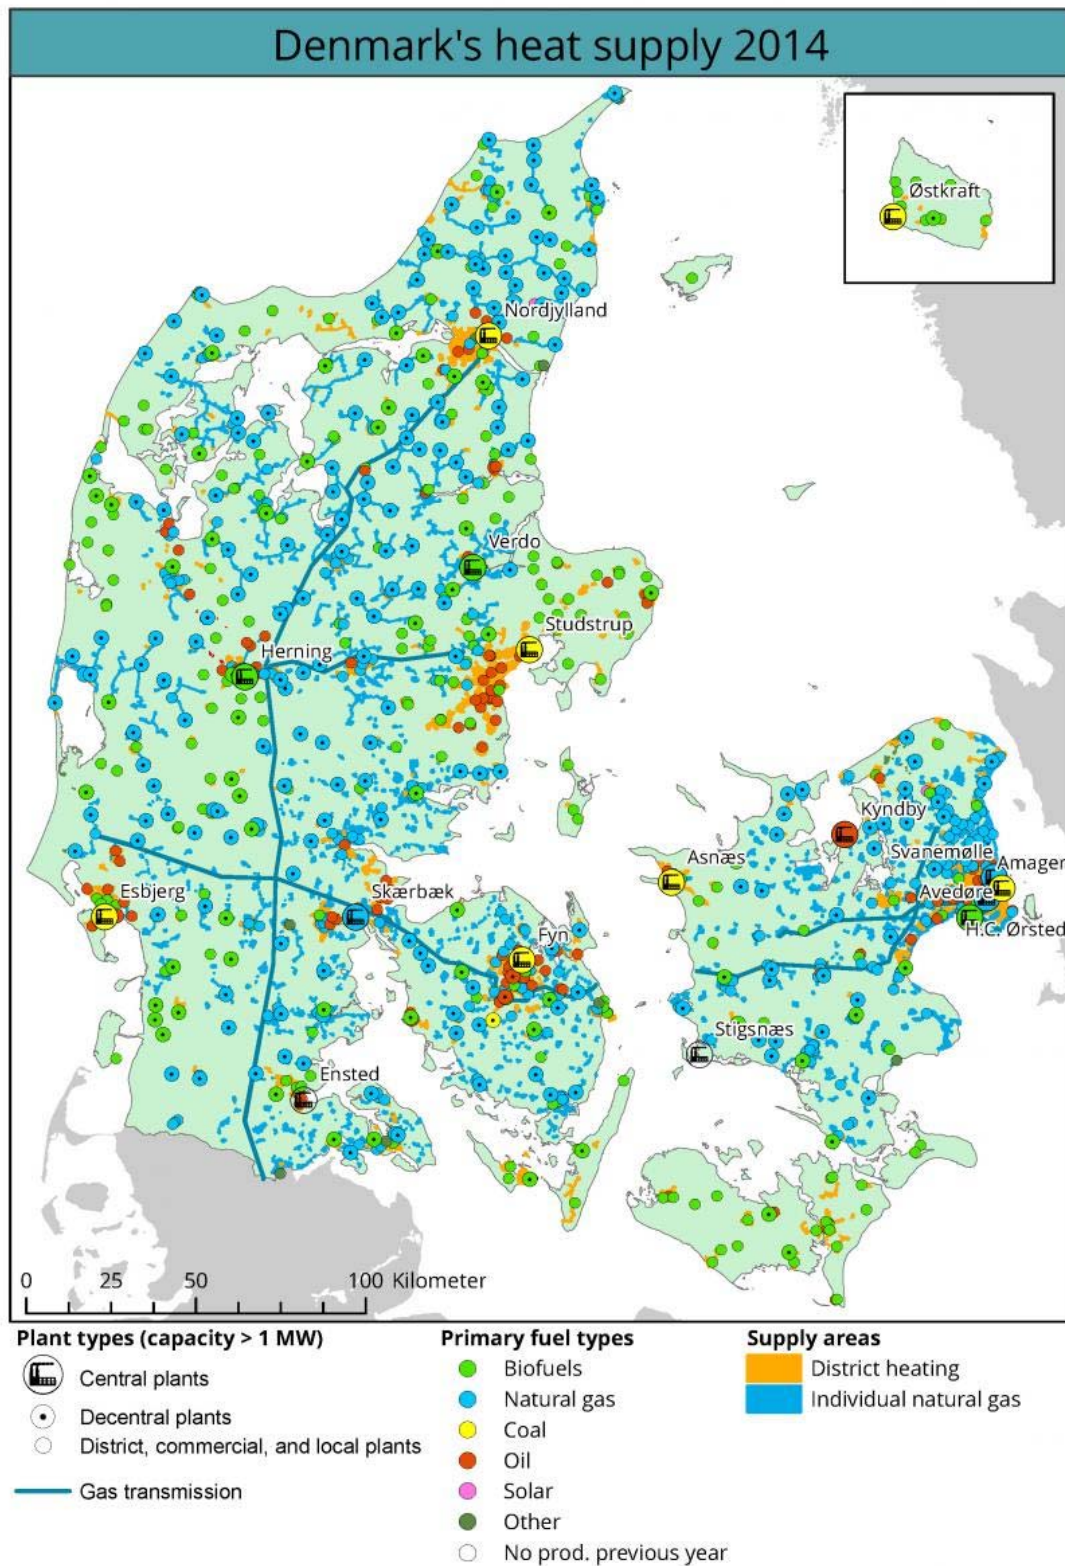 Denmark's heat supply 2014
Østkraft
Nordjylland
Verdo
Studstrup
Herning
Kyndby
Asnæs
Svanemølle
Amager
Esbjerg
Skærbæk
Avedøre
H.C. Ørsted
Fyn
Stigsnæs
Ensted
0 25 50 100 Kilometer
Plant types (capacity > 1 MW)
Central plants
Decentral plants
District, commercial, and local plants
Gas transmission
Primary fuel types
Biofuels
Natural gas
Coal
Oil
Solar
Other
No prod. previous year
Supply areas
District heating
Individual natural gas